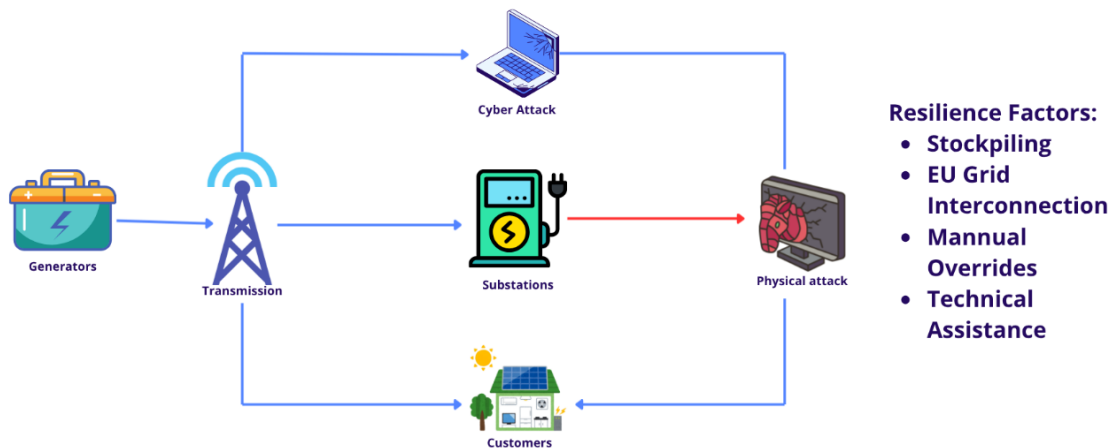 Cyber Attack
Resilience Factors:
• Stockpiling
• EU Grid
Interconnection
• Mannual
Overrides
• Technical
Assistance
Generators
Transmission
Substations
Physical attack
Customers